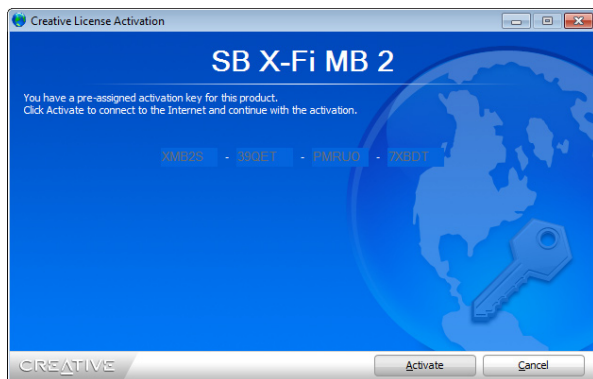 Creative License Activation
SB X-Fi MB 2
You have a pre-assigned activation key for this product.
Click Activate to connect to the Internet and continue with the activation.
XMB2S - 39QET - PMRUO - 7XBDT
CREATIVE
Activate
Cancel